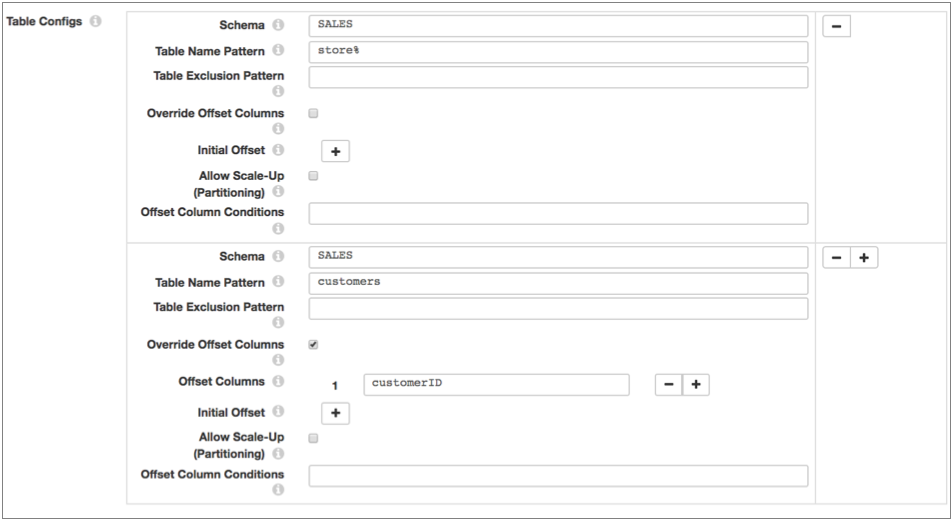 Table Configs
Schema SALES
Table Name Pattern store%
Table Exclusion Pattern
Override Offset Columns
Initial Offset +
Allow Scale-Up
(Partitioning)
Offset Column Conditions
Schema SALES
Table Name Pattern customers
Table Exclusion Pattern
Override Offset Columns
Offset Columns 1 customerID
Initial Offset +
Allow Scale-Up
(Partitioning)
Offset Column Conditions